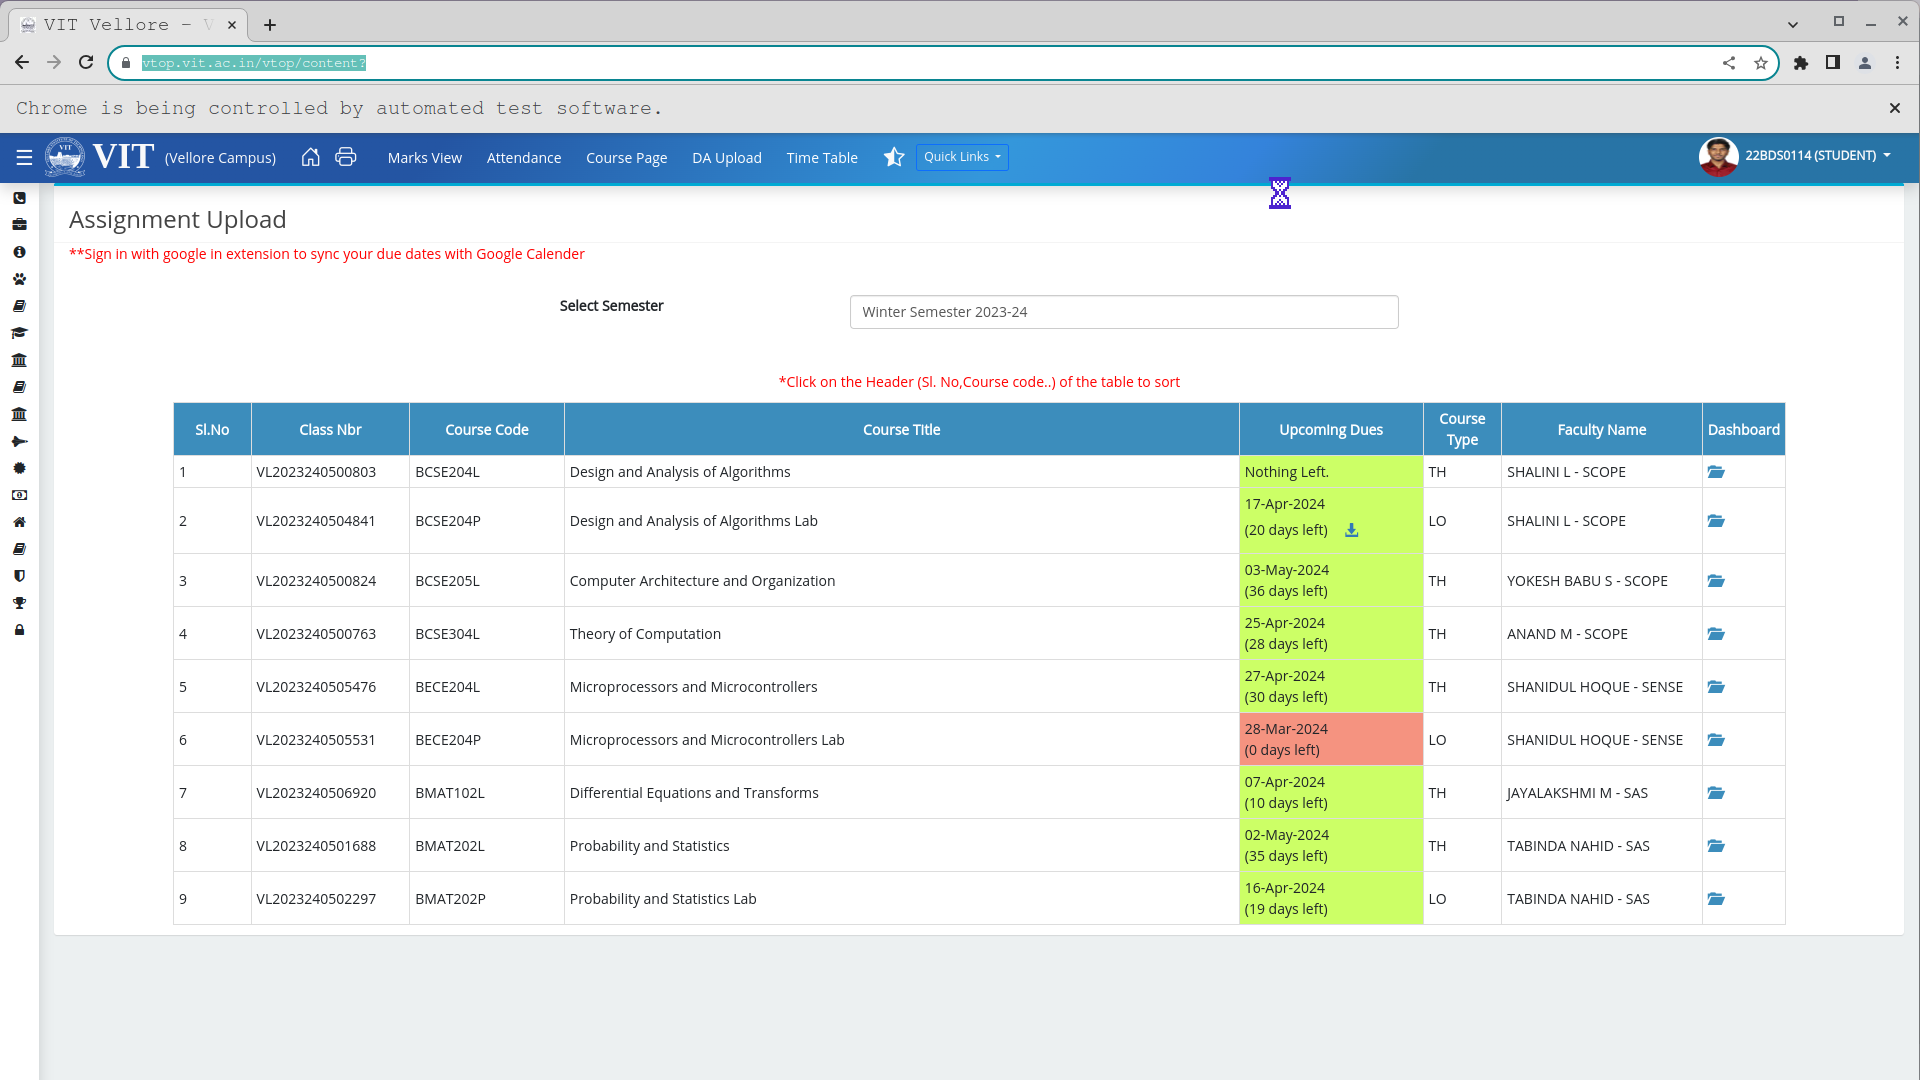 VIT Vellore – V
vtop.vit.ac.in/vtop/content?
Chrome is being controlled by automated test software.
VIT (Vellore Campus) Marks View Attendance Course Page DA Upload Time Table Quick Links 22BDS0114 (STUDENT)
Assignment Upload
**Sign in with google in extension to sync your due dates with Google Calender
Select Semester Winter Semester 2023-24
*Click on the Header (Sl. No,Course code..) of the table to sort
Sl.No Class Nbr Course Code Course Title Upcoming Dues Course Type Faculty Name Dashboard
1 VL2023240500803 BCSE204L Design and Analysis of Algorithms Nothing Left. TH SHALINI L - SCOPE
2 VL2023240504841 BCSE204P Design and Analysis of Algorithms Lab 17-Apr-2024 (20 days left) LO SHALINI L - SCOPE
3 VL2023240500824 BCSE205L Computer Architecture and Organization 03-May-2024 (36 days left) TH YOKESH BABU S - SCOPE
4 VL2023240500763 BCSE304L Theory of Computation 25-Apr-2024 (28 days left) TH ANAND M - SCOPE
5 VL2023240505476 BECE204L Microprocessors and Microcontrollers 27-Apr-2024 (30 days left) TH SHANIDUL HOQUE - SENSE
6 VL2023240505531 BECE204P Microprocessors and Microcontrollers Lab 28-Mar-2024 (0 days left) LO SHANIDUL HOQUE - SENSE
7 VL2023240506920 BMAT102L Differential Equations and Transforms 07-Apr-2024 (10 days left) TH JAYALAKSHMI M - SAS
8 VL2023240501688 BMAT202L Probability and Statistics 02-May-2024 (35 days left) TH TABINDA NAHID - SAS
9 VL2023240502297 BMAT202P Probability and Statistics Lab 16-Apr-2024 (19 days left) LO TABINDA NAHID - SAS